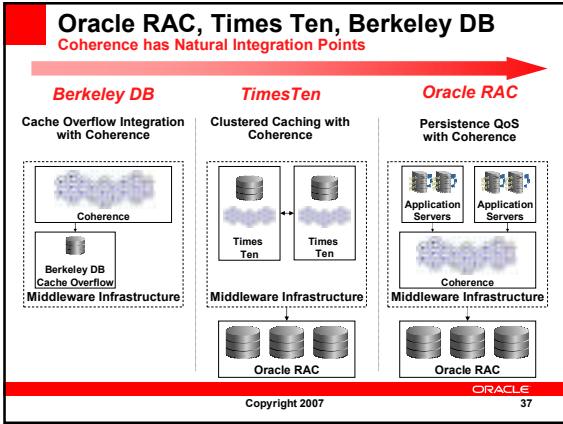 Oracle RAC, Times Ten, Berkeley DB
Coherence has Natural Integration Points
Berkeley DB
Cache Overflow Integration
with Coherence
Coherence
Berkeley DB
Cache Overflow
Middleware Infrastructure
TimesTen
Clustered Caching with
Coherence
Times
Ten
Times
Ten
Middleware Infrastructure
Oracle RAC
Oracle RAC
Persistence QoS
with Coherence
Application
Servers
Application
Servers
Coherence
Middleware Infrastructure
Oracle RAC
ORACLE
Copyright 2007
37